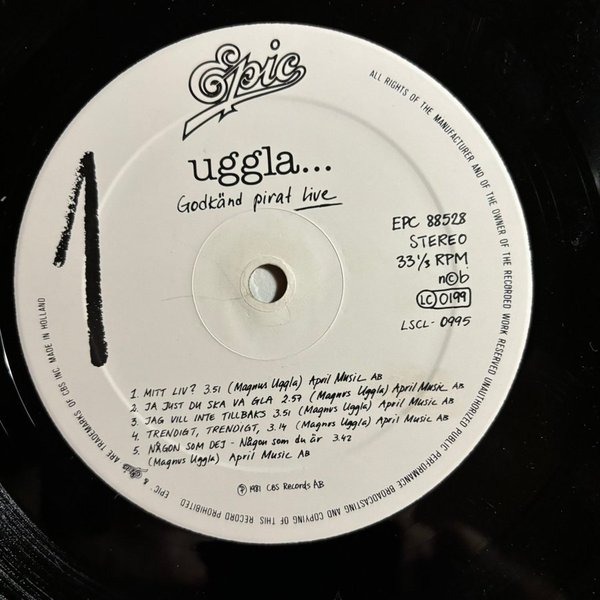 Epic
uggla...
Godkänd pirat live
1
EPC 88528
STEREO
33 1/3 RPM
n©b
LC 0199
LSCL-0995
1. MITT LIV? 3.51 (Magnus Uggla) April Music AB
2. JA JUST DU SKA VA GLA 2.57 (Magnus Uggla) April Music AB
3. JAG VILL INTE TILLBAKS 3.51 (Magnus Uggla) April Music AB
4. TRENDIGT, TRENDIGT, 3.14 (Magnus Uggla) April Music AB
5. NÅGON SOM DEJ - Någon som du är 3.42
(Magnus Uggla) April Music AB
℗ 1981 CBS Records AB
ALL RIGHTS OF THE MANUFACTURER AND OF THE OWNER OF THE RECORDED WORK RESERVED UNAUTHORIZED PUBLIC PERFORMANCE BROADCASTING AND COPYING OF THIS RECORD PROHIBITED
"EPIC" & Epic ARE TRADEMARKS OF CBS INC. MADE IN HOLLAND